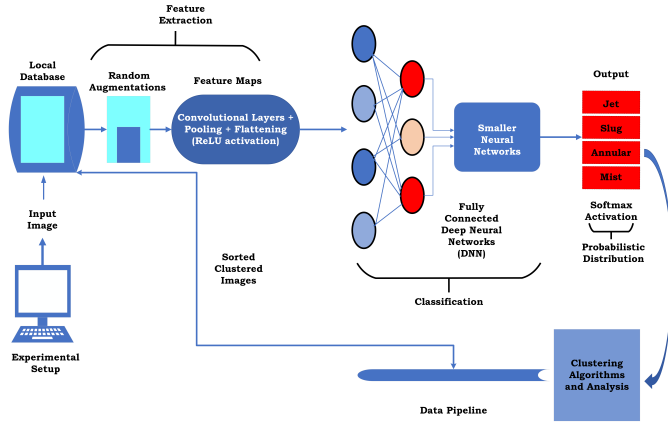 Feature
Extraction
Local
Database
Random
Augmentations
Feature Maps
Convolutional Layers +
Pooling + Flattening
(ReLU activation)
Smaller
Neural
Networks
Output
Jet
Slug
Annular
Mist
Input
Image
Sorted
Clustered
Images
Fully
Connected
Deep Neural
Networks
(DNN)
Softmax
Activation
Probabilistic
Distribution
Classification
Experimental
Setup
Clustering
Algorithms
and Analysis
Data Pipeline